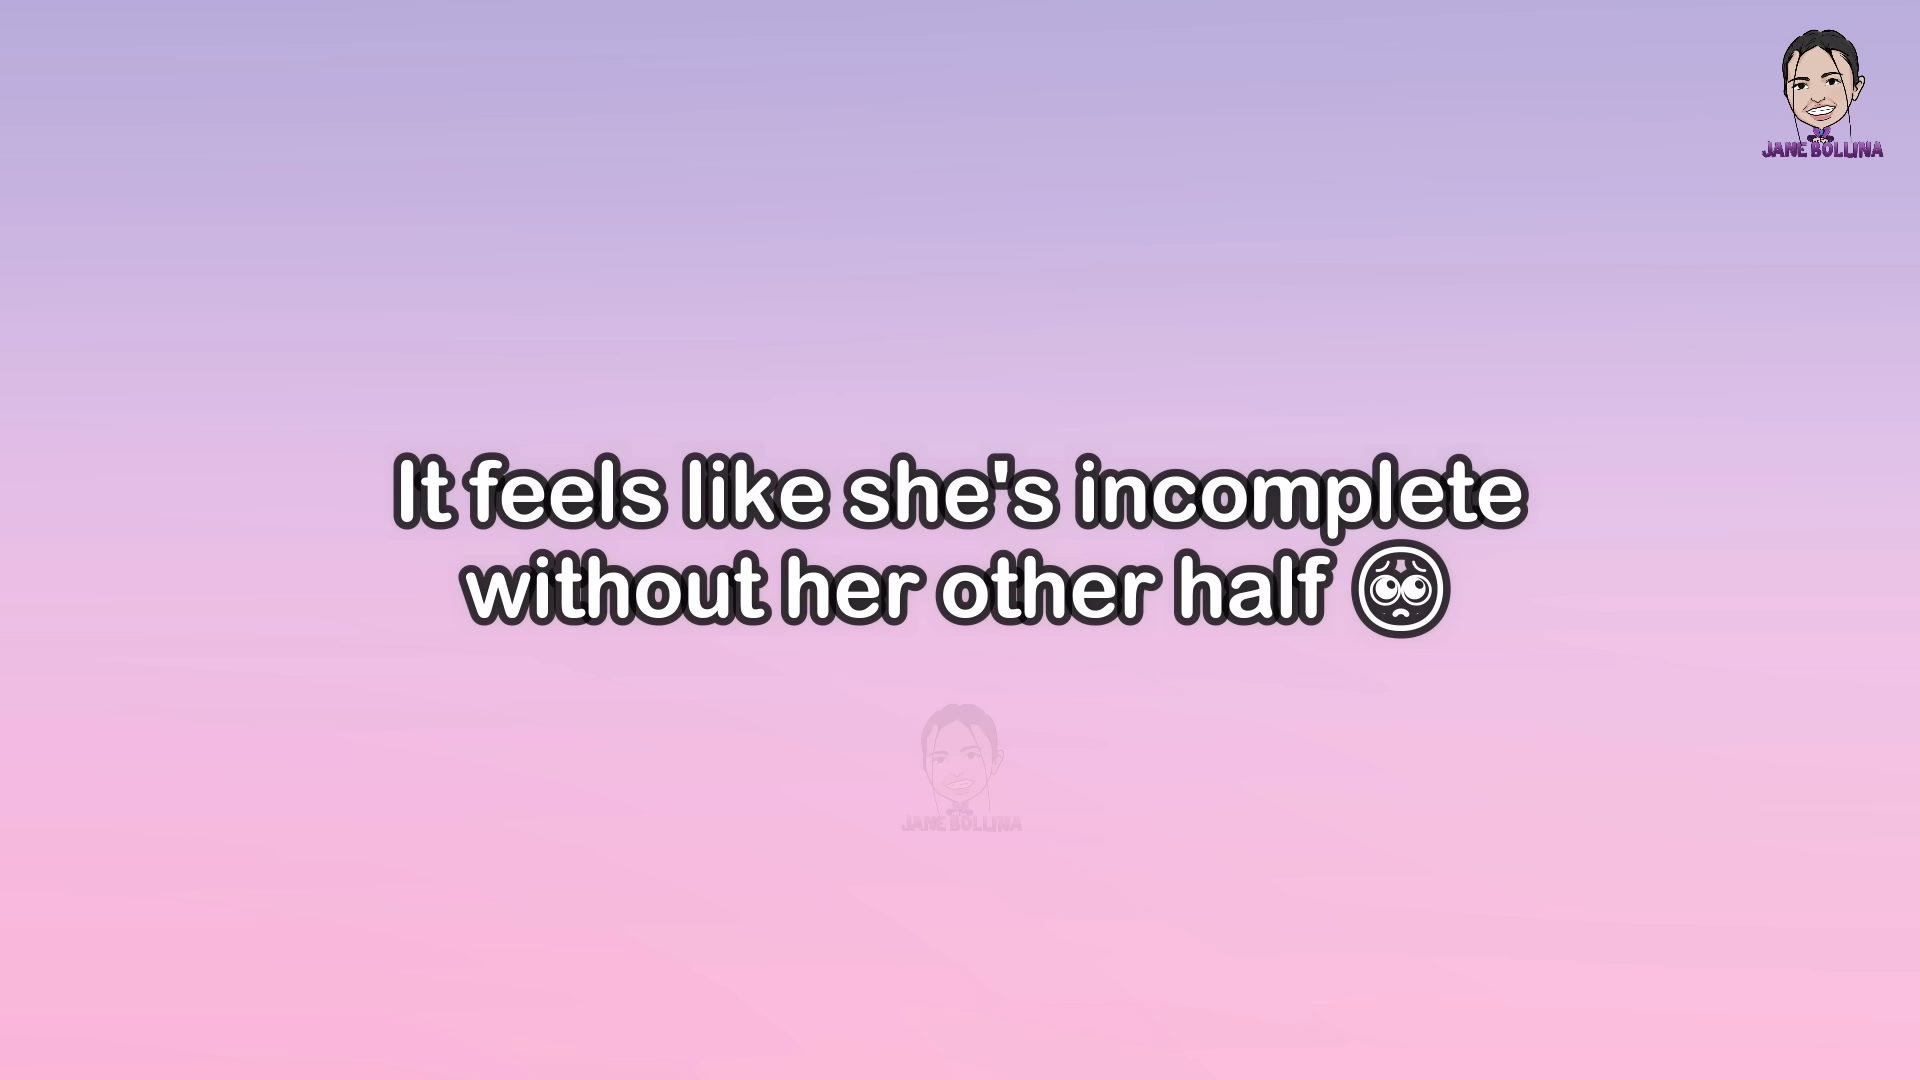 JANE BOLLINA
It feels like she's incomplete
without her other half 🥺
JANE BOLLINA